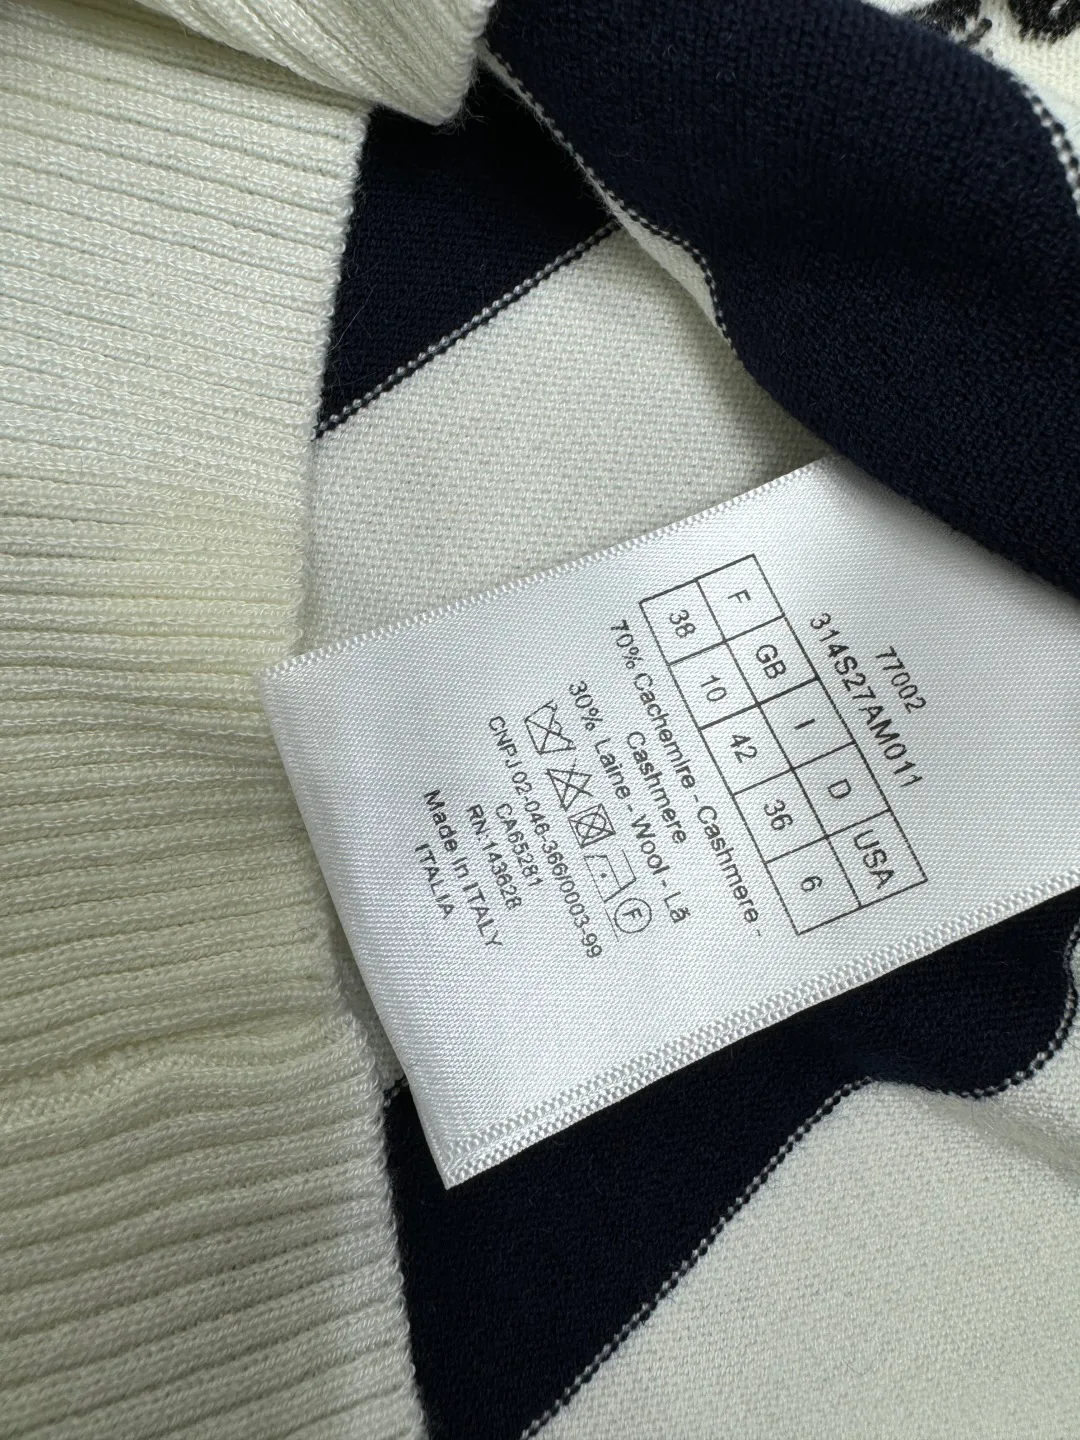 77002
314S27AM011
F GB I D USA
38 10 42 36 6
70% Cachemire - Cashmere -
Cashmere
30% Laine - Wool - Lã
F
CNPJ 02-046-366/0003-99
CA65281
RN:143628
Made in ITALY
ITALIA